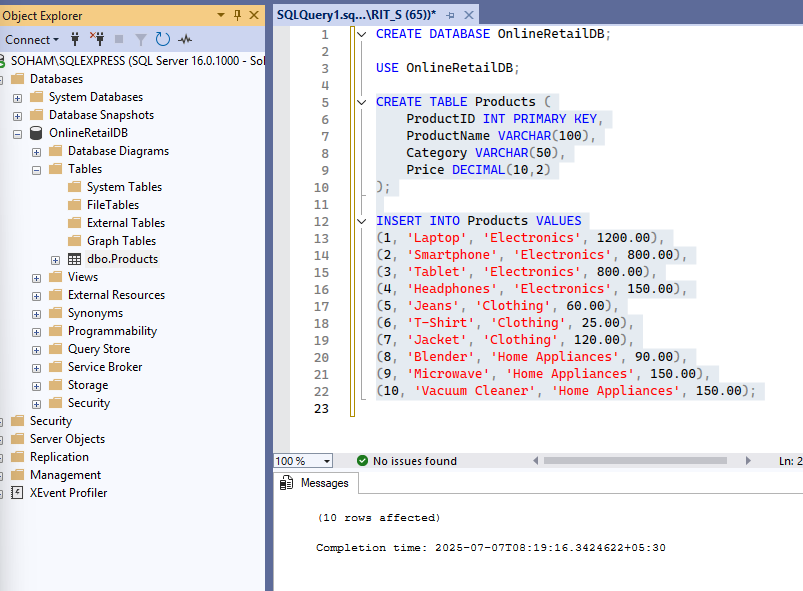 Object Explorer
Connect
SOHAM\SQLEXPRESS (SQL Server 16.0.1000 - Sol
Databases
System Databases
Database Snapshots
OnlineRetailDB
Database Diagrams
Tables
System Tables
FileTables
External Tables
Graph Tables
dbo.Products
Views
External Resources
Synonyms
Programmability
Query Store
Service Broker
Storage
Security
Security
Server Objects
Replication
Management
XEvent Profiler
SQLQuery1.sq...\RIT_S (65))*
1 CREATE DATABASE OnlineRetailDB;
2
3 USE OnlineRetailDB;
4
5 CREATE TABLE Products (
6 ProductID INT PRIMARY KEY,
7 ProductName VARCHAR(100),
8 Category VARCHAR(50),
9 Price DECIMAL(10,2)
10 );
11
12 INSERT INTO Products VALUES
13 (1, 'Laptop', 'Electronics', 1200.00),
14 (2, 'Smartphone', 'Electronics', 800.00),
15 (3, 'Tablet', 'Electronics', 800.00),
16 (4, 'Headphones', 'Electronics', 150.00),
17 (5, 'Jeans', 'Clothing', 60.00),
18 (6, 'T-Shirt', 'Clothing', 25.00),
19 (7, 'Jacket', 'Clothing', 120.00),
20 (8, 'Blender', 'Home Appliances', 90.00),
21 (9, 'Microwave', 'Home Appliances', 150.00),
22 (10, 'Vacuum Cleaner', 'Home Appliances', 150.00);
23
100 % No issues found Ln: 2
Messages
(10 rows affected)
Completion time: 2025-07-07T08:19:16.3424622+05:30